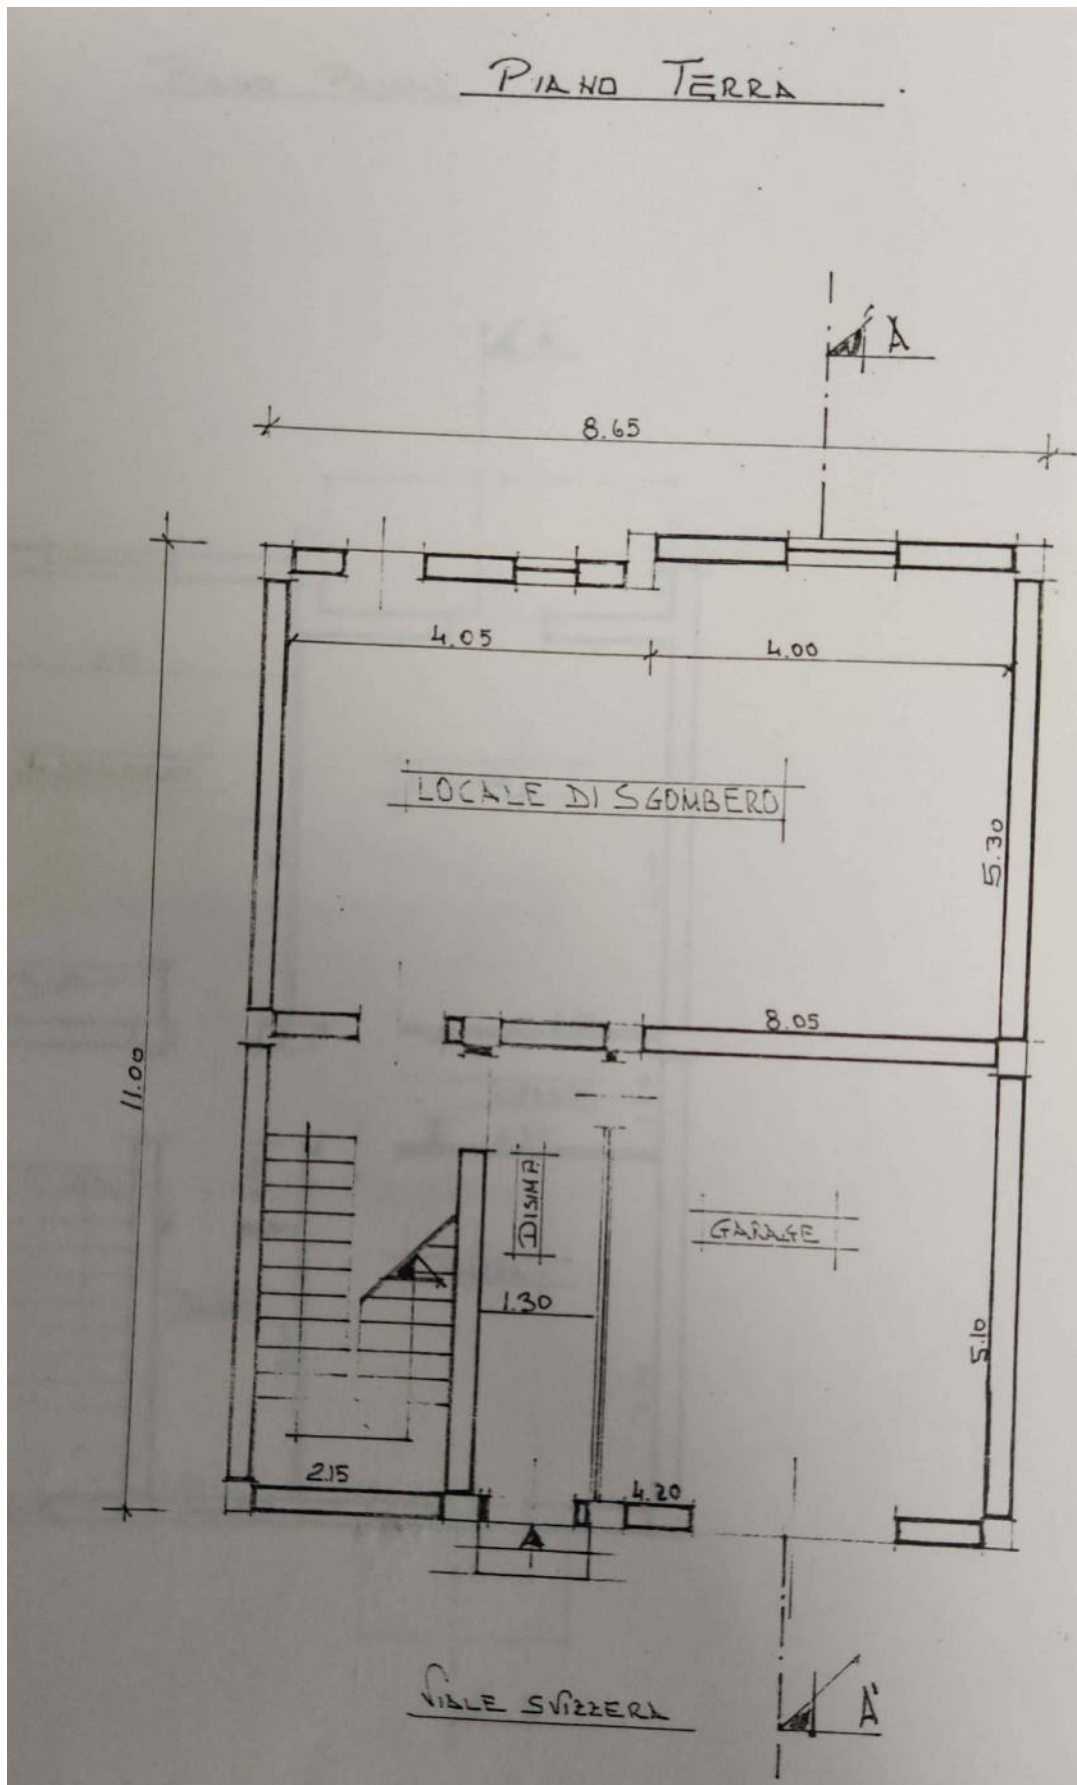 PIANO TERRA
A
8.65
4.05
4.00
LOCALE DI SGOMBERO
5.30
8.05
11.00
DISIMP.
GARAGE
1.30
5.10
2.15
4.20
VIALE SVIZZERA
A'